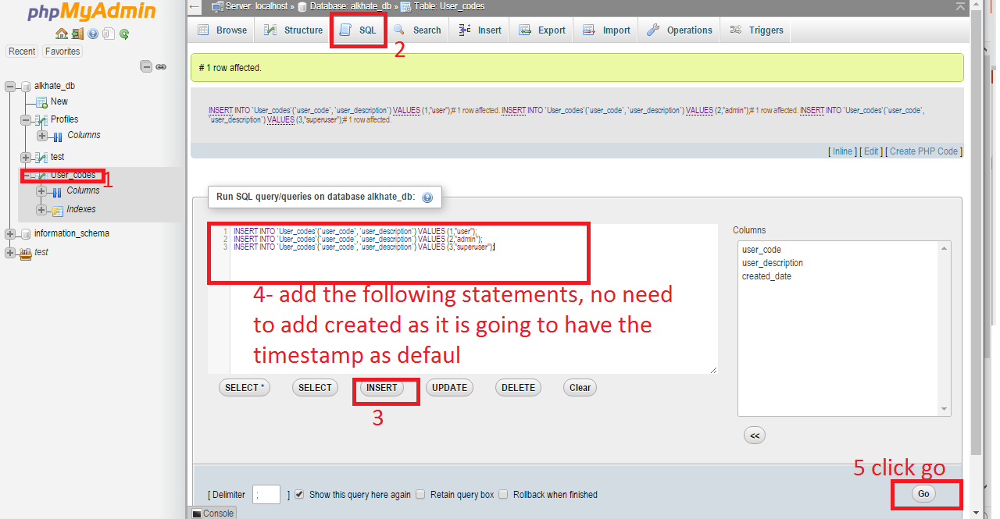 phpMyAdmin
Recent Favorites
alkhate_db
New
Profiles
Columns
test
User_codes 1
Columns
Indexes
information_schema
test
Server: localhost » Database: alkhate_db » Table: User_codes
Browse Structure SQL Search Insert Export Import Operations Triggers
2
# 1 row affected.
INSERT INTO `User_codes`(`user_code`, `user_description`) VALUES (1,"user");# 1 row affected. INSERT INTO `User_codes`(`user_code`, `user_description`) VALUES (2,"admin");# 1 row affected. INSERT INTO `User_codes`(`user_code`,
`user_description`) VALUES (3,"superuser");# 1 row affected.
[ Inline ] [ Edit ] [ Create PHP Code ]
Run SQL query/queries on database alkhate_db:
1 INSERT INTO `User_codes`(`user_code`, `user_description`) VALUES (1,"user");
2 INSERT INTO `User_codes`(`user_code`, `user_description`) VALUES (2,"admin");
3 INSERT INTO `User_codes`(`user_code`, `user_description`) VALUES (3,"superuser");
4- add the following statements, no need
to add created as it is going to have the
timestamp as defaul
Columns
user_code
user_description
created_date
SELECT * SELECT INSERT UPDATE DELETE Clear
3
<<
5 click go
[ Delimiter ; ] Show this query here again Retain query box Rollback when finished Go
Console